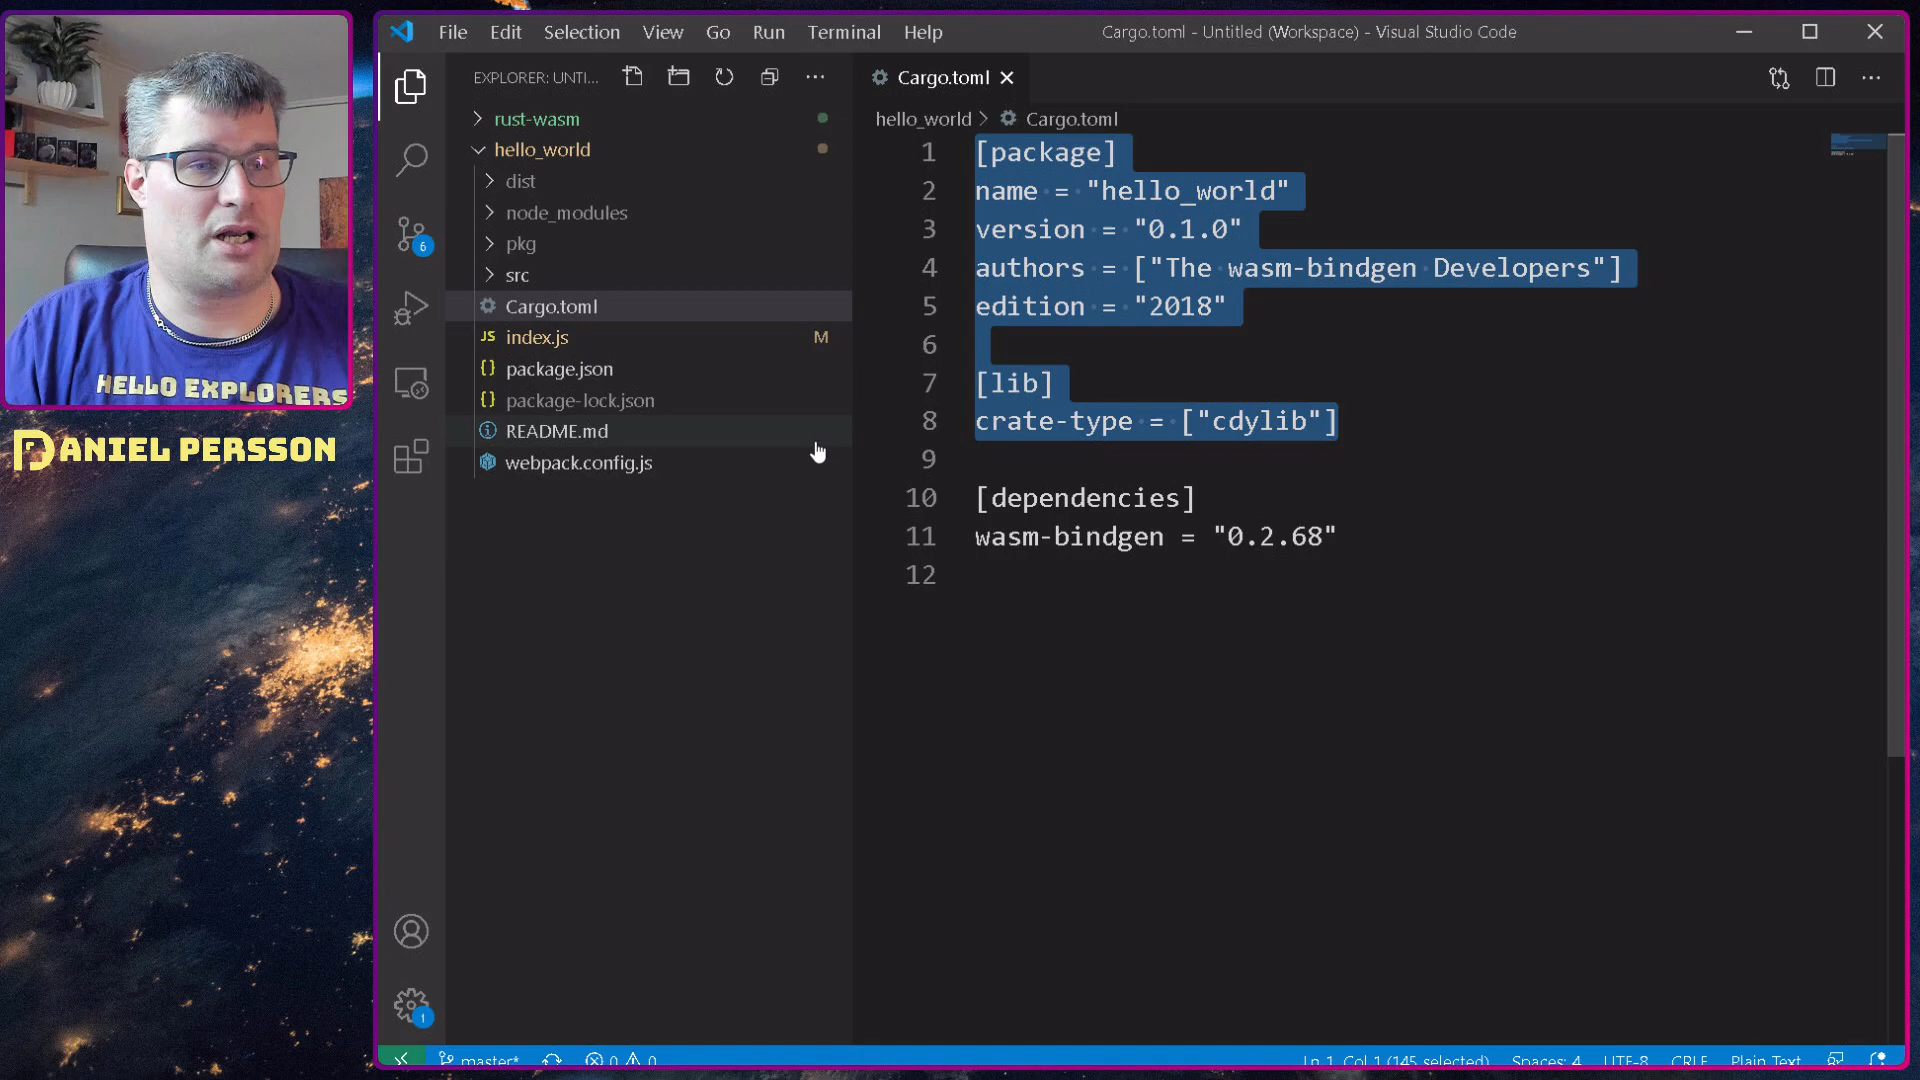 File Edit Selection View Go Run Terminal Help
Cargo.toml - Untitled (Workspace) - Visual Studio Code
EXPLORER: UNTI...
Cargo.toml
rust-wasm
hello_world
dist
node_modules
pkg
src
Cargo.toml
index.js M
package.json
package-lock.json
README.md
webpack.config.js
hello_world > Cargo.toml
1 [package]
2 name = "hello_world"
3 version = "0.1.0"
4 authors = ["The wasm-bindgen Developers"]
5 edition = "2018"
6
7 [lib]
8 crate-type = ["cdylib"]
9
10 [dependencies]
11 wasm-bindgen = "0.2.68"
12
6
1
HELLO EXPLORERS
DANIEL PERSSON
master* 0 0
Ln 1, Col 1 (145 selected) Spaces: 4 UTF-8 CRLF Plain Text